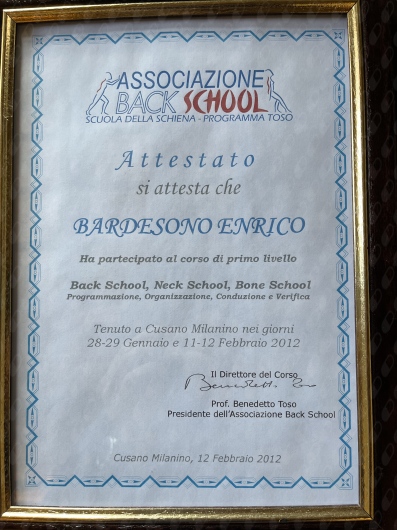 ASSOCIAZIONE
BACK SCHOOL
SCUOLA DELLA SCHIENA - PROGRAMMA TOSO
Attestato
si attesta che
BARDESONO ENRICO
Ha partecipato al corso di primo livello
Back School, Neck School, Bone School
Programmazione, Organizzazione, Conduzione e Verifica
Tenuto a Cusano Milanino nei giorni
28-29 Gennaio e 11-12 Febbraio 2012
Il Direttore del Corso
Benedetto Toso
Prof. Benedetto Toso
Presidente dell'Associazione Back School
Cusano Milanino, 12 Febbraio 2012